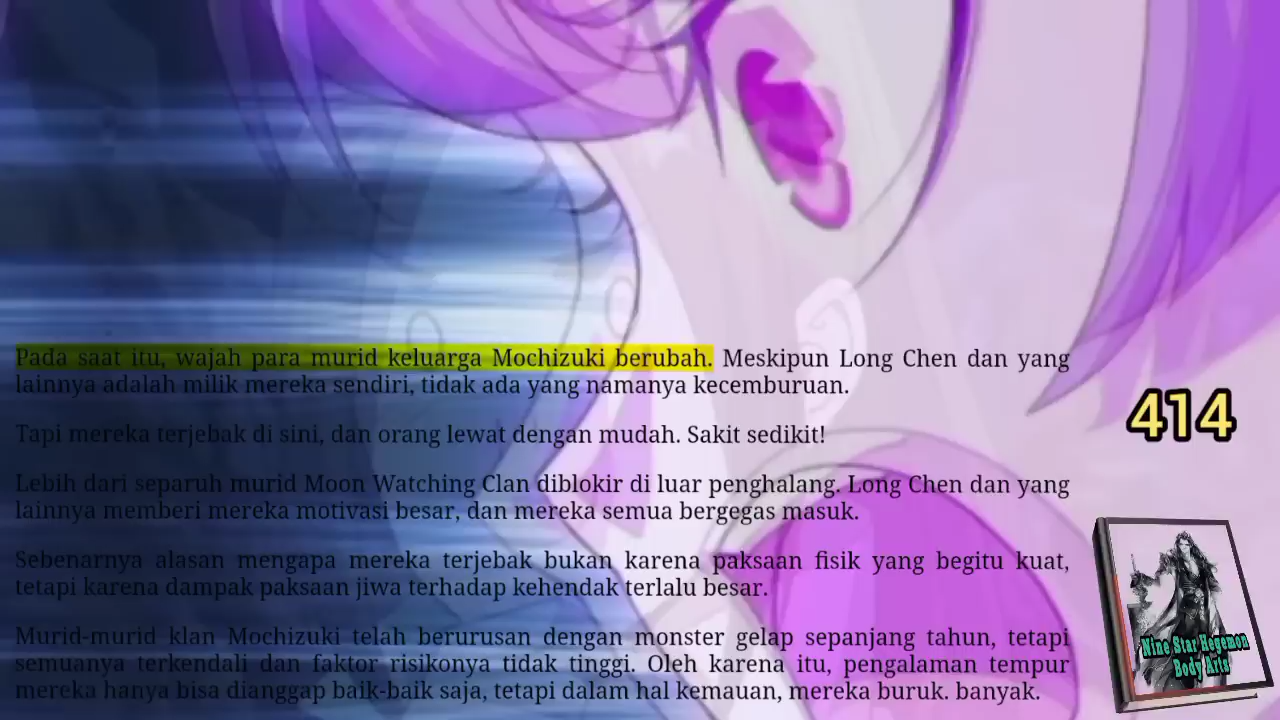 Pada saat itu, wajah para murid keluarga Mochizuki berubah. Meskipun Long Chen dan yang
lainnya adalah milik mereka sendiri, tidak ada yang namanya kecemburuan.
Tapi mereka terjebak di sini, dan orang lewat dengan mudah. Sakit sedikit!
Lebih dari separuh murid Moon Watching Clan diblokir di luar penghalang. Long Chen dan yang
lainnya memberi mereka motivasi besar, dan mereka semua bergegas masuk.
Sebenarnya alasan mengapa mereka terjebak bukan karena paksaan fisik yang begitu kuat,
tetapi karena dampak paksaan jiwa terhadap kehendak terlalu besar.
Murid-murid klan Mochizuki telah berurusan dengan monster gelap sepanjang tahun, tetapi
semuanya terkendali dan faktor risikonya tidak tinggi. Oleh karena itu, pengalaman tempur
mereka hanya bisa dianggap baik-baik saja, tetapi dalam hal kemauan, mereka buruk. banyak.
414
Nine Star Hegemon
Body Arts